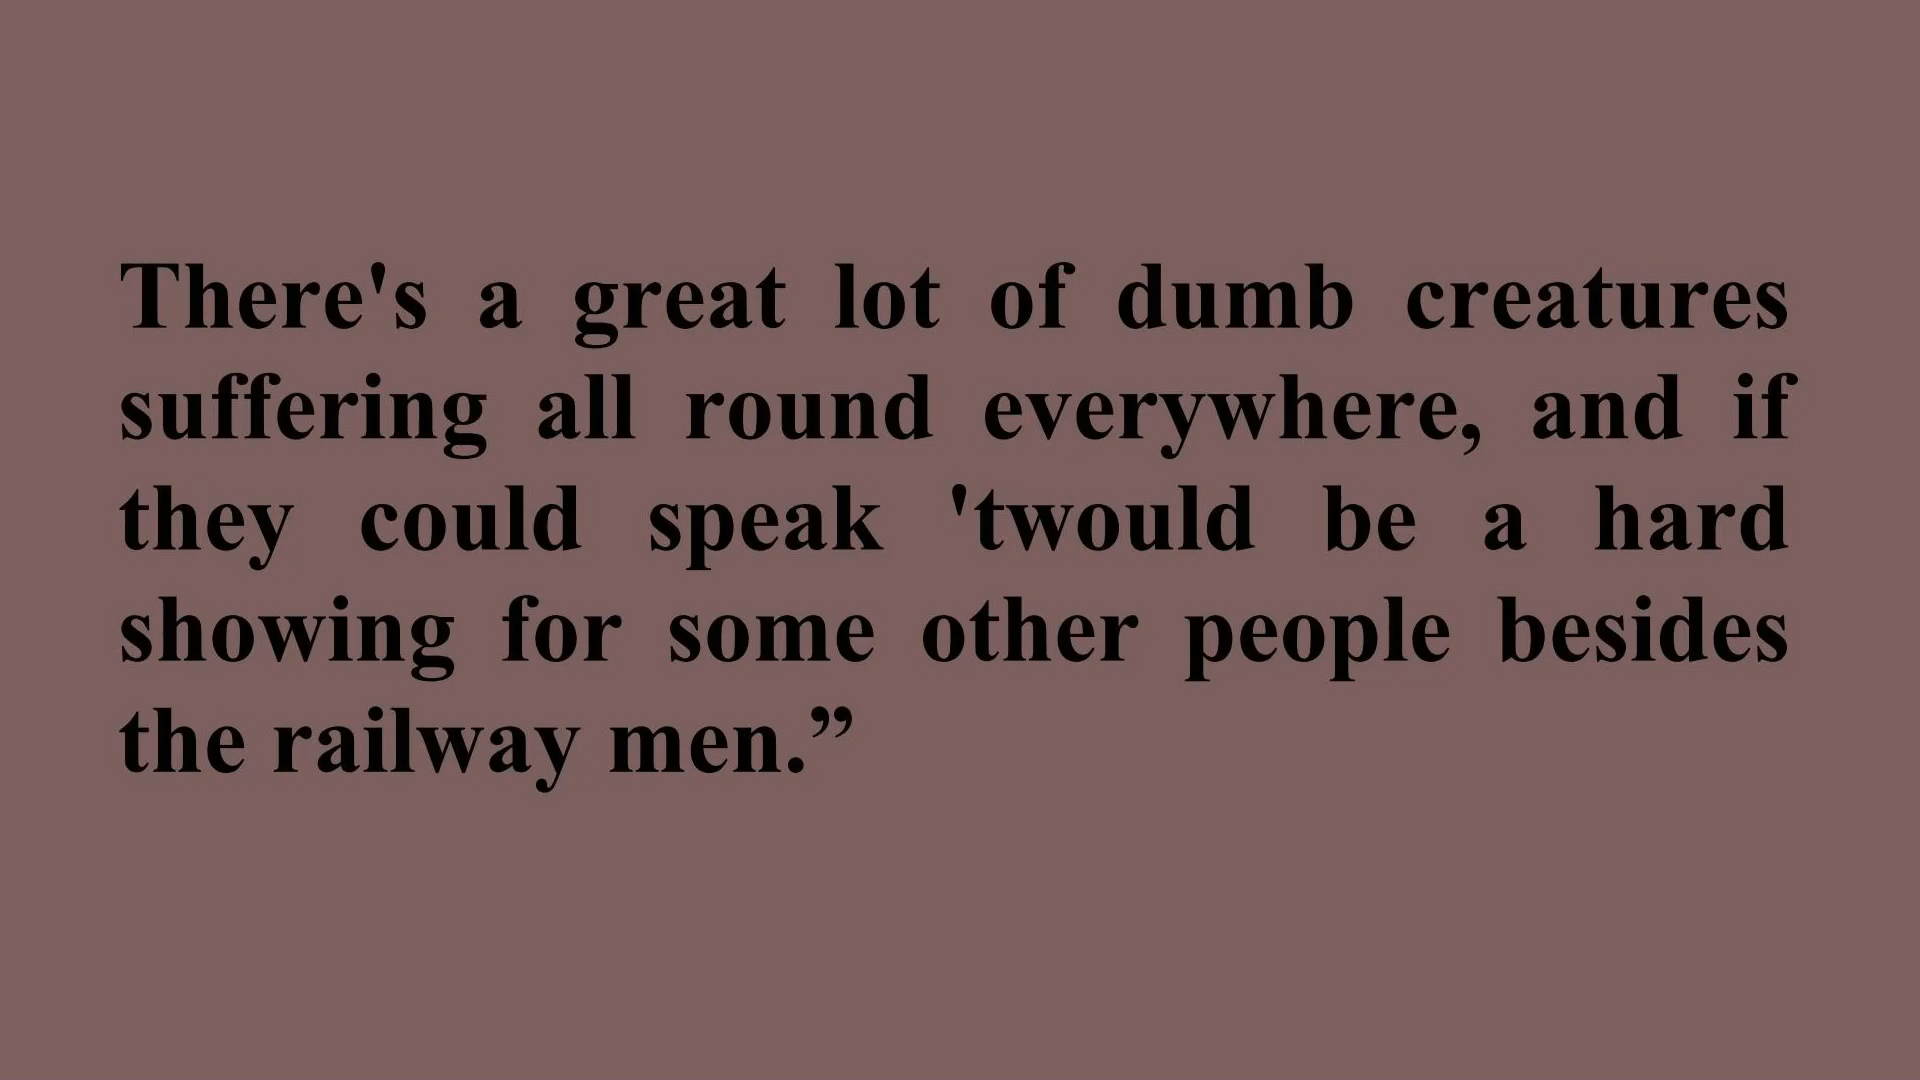 There's a great lot of dumb creatures
suffering all round everywhere, and if
they could speak 'twould be a hard
showing for some other people besides
the railway men.”